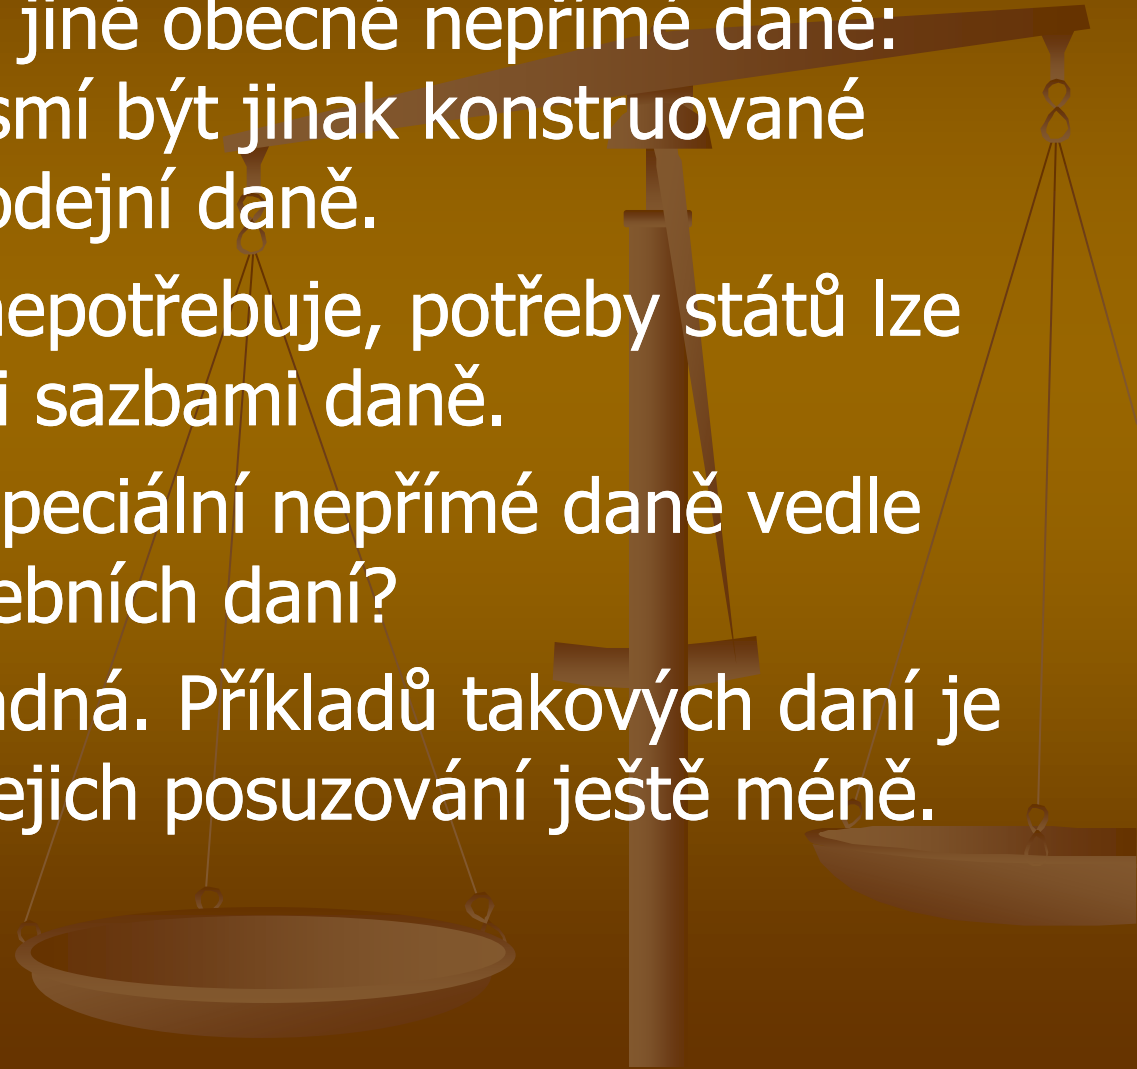 jiné obecné nepřímé daně:
smí být jinak konstruované
odejní daně.
nepotřebuje, potřeby států lze
i sazbami daně.
peciální nepřímé daně vedle
ebních daní?
adná. Příkladů takových daní je
ejich posuzování ještě méně.